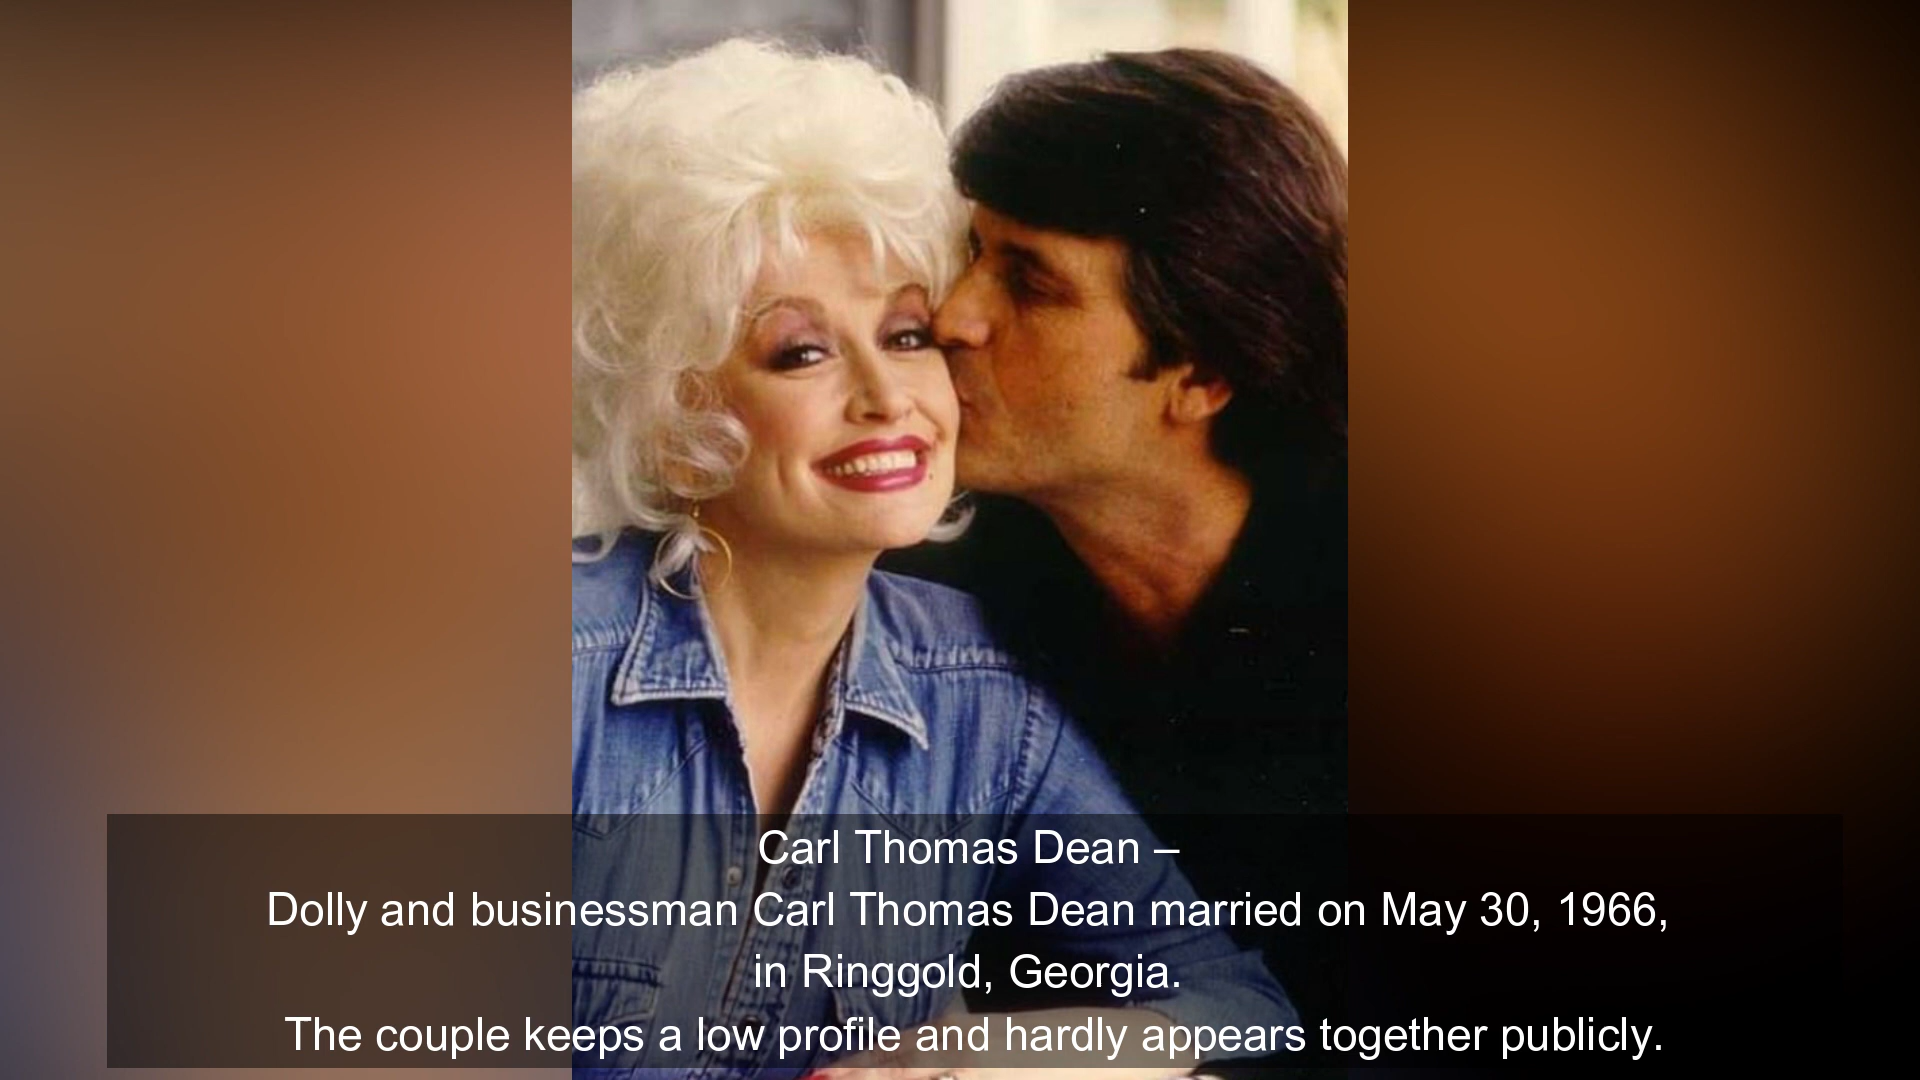 Carl Thomas Dean –
Dolly and businessman Carl Thomas Dean married on May 30, 1966,
in Ringgold, Georgia.
The couple keeps a low profile and hardly appears together publicly.